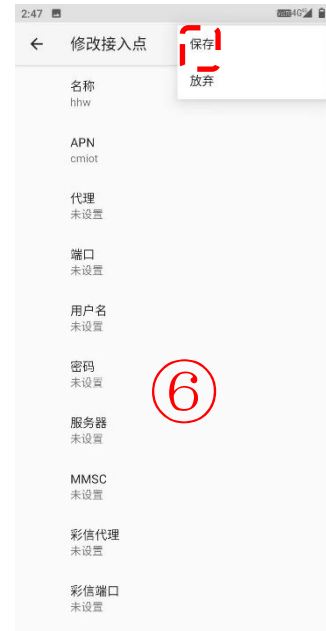 2:47
4G
修改接入点
保存
放弃
名称
hhw
APN
cmiot
代理
未设置
端口
未设置
用户名
未设置
密码
未设置
⑥
服务器
未设置
MMSC
未设置
彩信代理
未设置
彩信端口
未设置